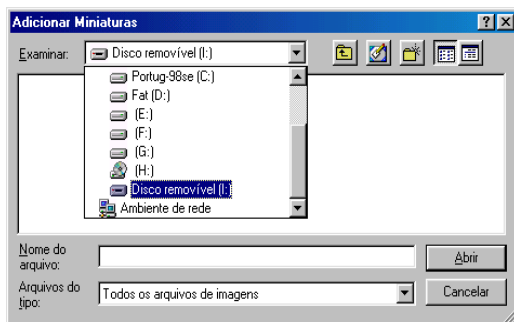 Adicionar Miniaturas
Examinar: Disco removível (I:)
Portug-98se (C:)
Fat (D:)
(E:)
(F:)
(G:)
(H:)
Disco removível (I:)
Ambiente de rede
Nome do arquivo:
Abrir
Arquivos do tipo:
Todos os arquivos de imagens
Cancelar